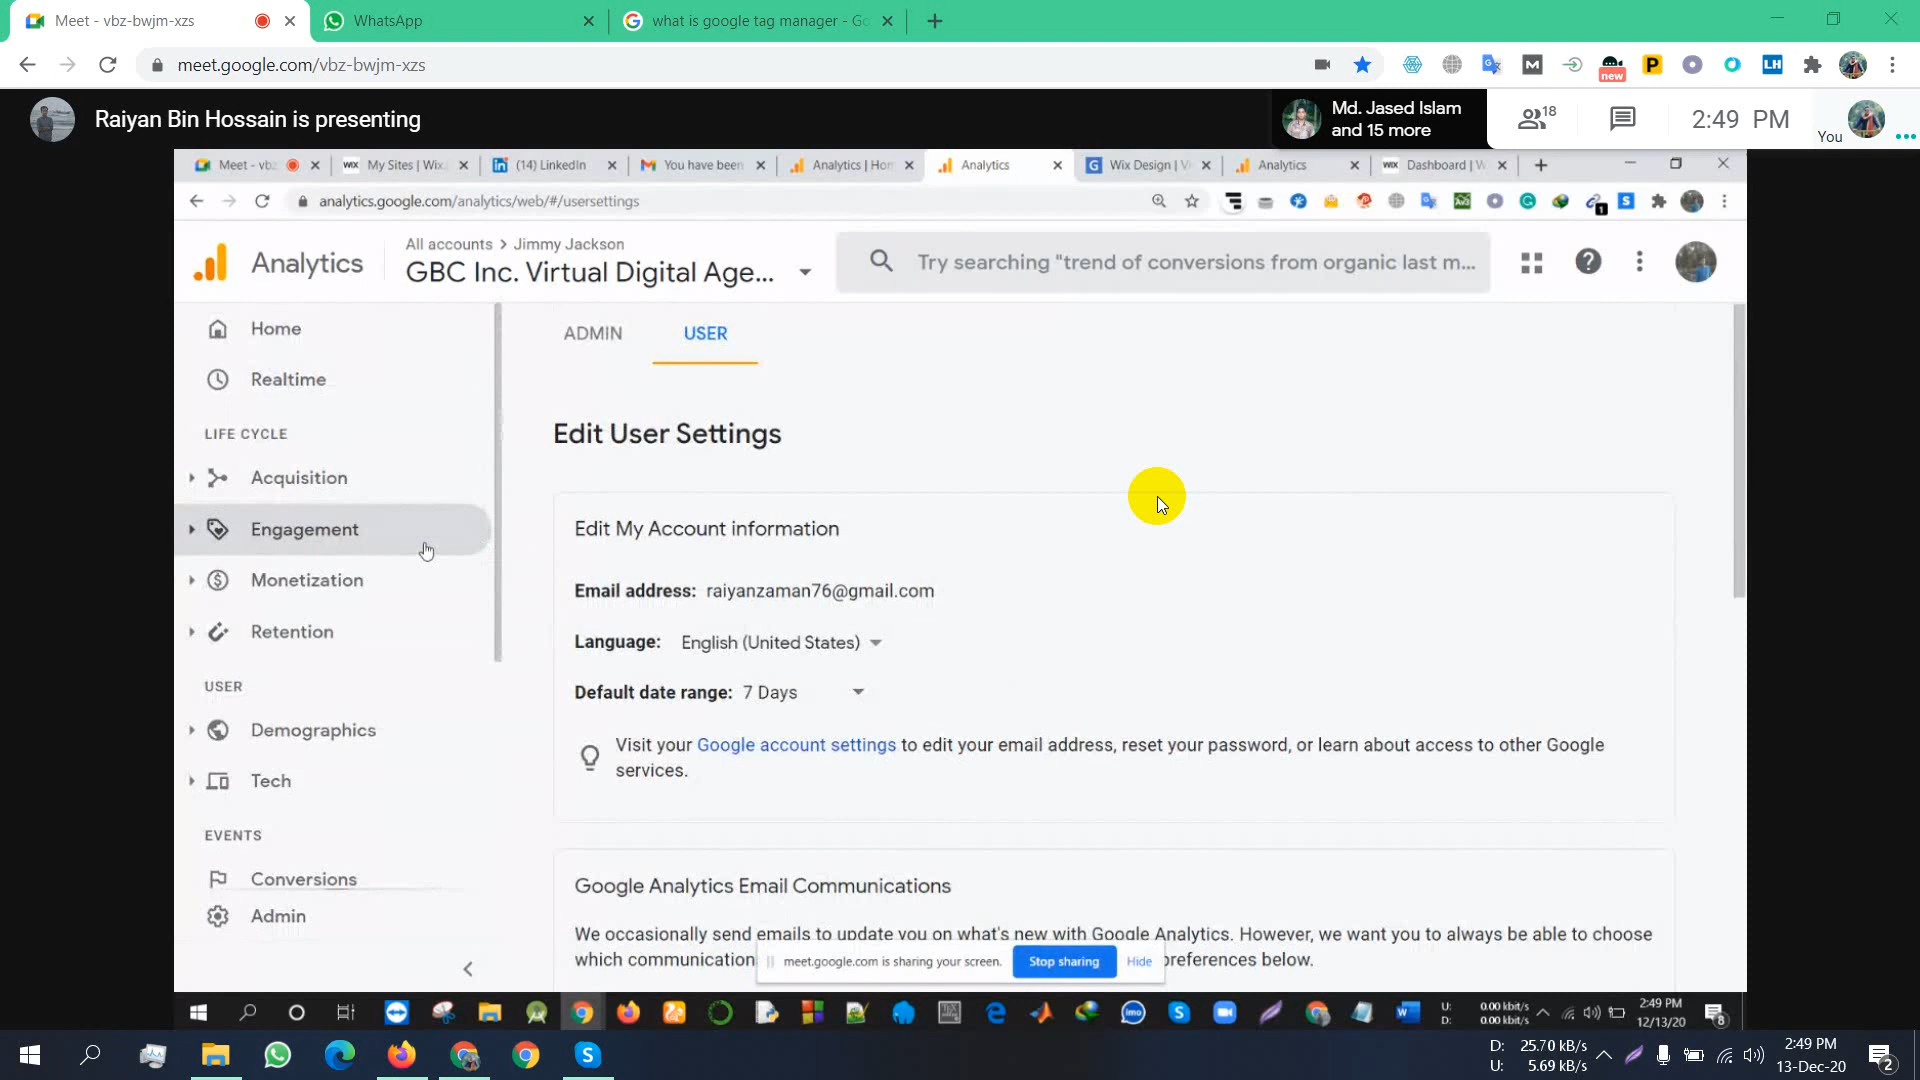 Meet - vbz-bwjm-xzs
WhatsApp
what is google tag manager - Go
meet.google.com/vbz-bwjm-xzs
new
Raiyan Bin Hossain is presenting
Md. Jased Islam
and 15 more
18
2:49 PM
You
Meet - vbz
My Sites | Wix
(14) LinkedIn
You have been
Analytics | Hom
Analytics
Wix Design | V
Analytics
Dashboard | W
analytics.google.com/analytics/web/#/usersettings
Analytics
All accounts > Jimmy Jackson
GBC Inc. Virtual Digital Age...
Try searching "trend of conversions from organic last m...
Home
Realtime
LIFE CYCLE
Acquisition
Engagement
Monetization
Retention
USER
Demographics
Tech
EVENTS
Conversions
Admin
ADMIN
USER
Edit User Settings
Edit My Account information
Email address: raiyanzaman76@gmail.com
Language: English (United States)
Default date range: 7 Days
Visit your Google account settings to edit your email address, reset your password, or learn about access to other Google
services.
Google Analytics Email Communications
We occasionally send emails to update you on what's new with Google Analytics. However, we want you to always be able to choose
which communication preferences below.
meet.google.com is sharing your screen.
Stop sharing
Hide
U: 0.00 kbit/s
D: 0.00 kbit/s
2:49 PM
12/13/20
8
D: 25.70 kB/s
U: 5.69 kB/s
2:49 PM
13-Dec-20
2